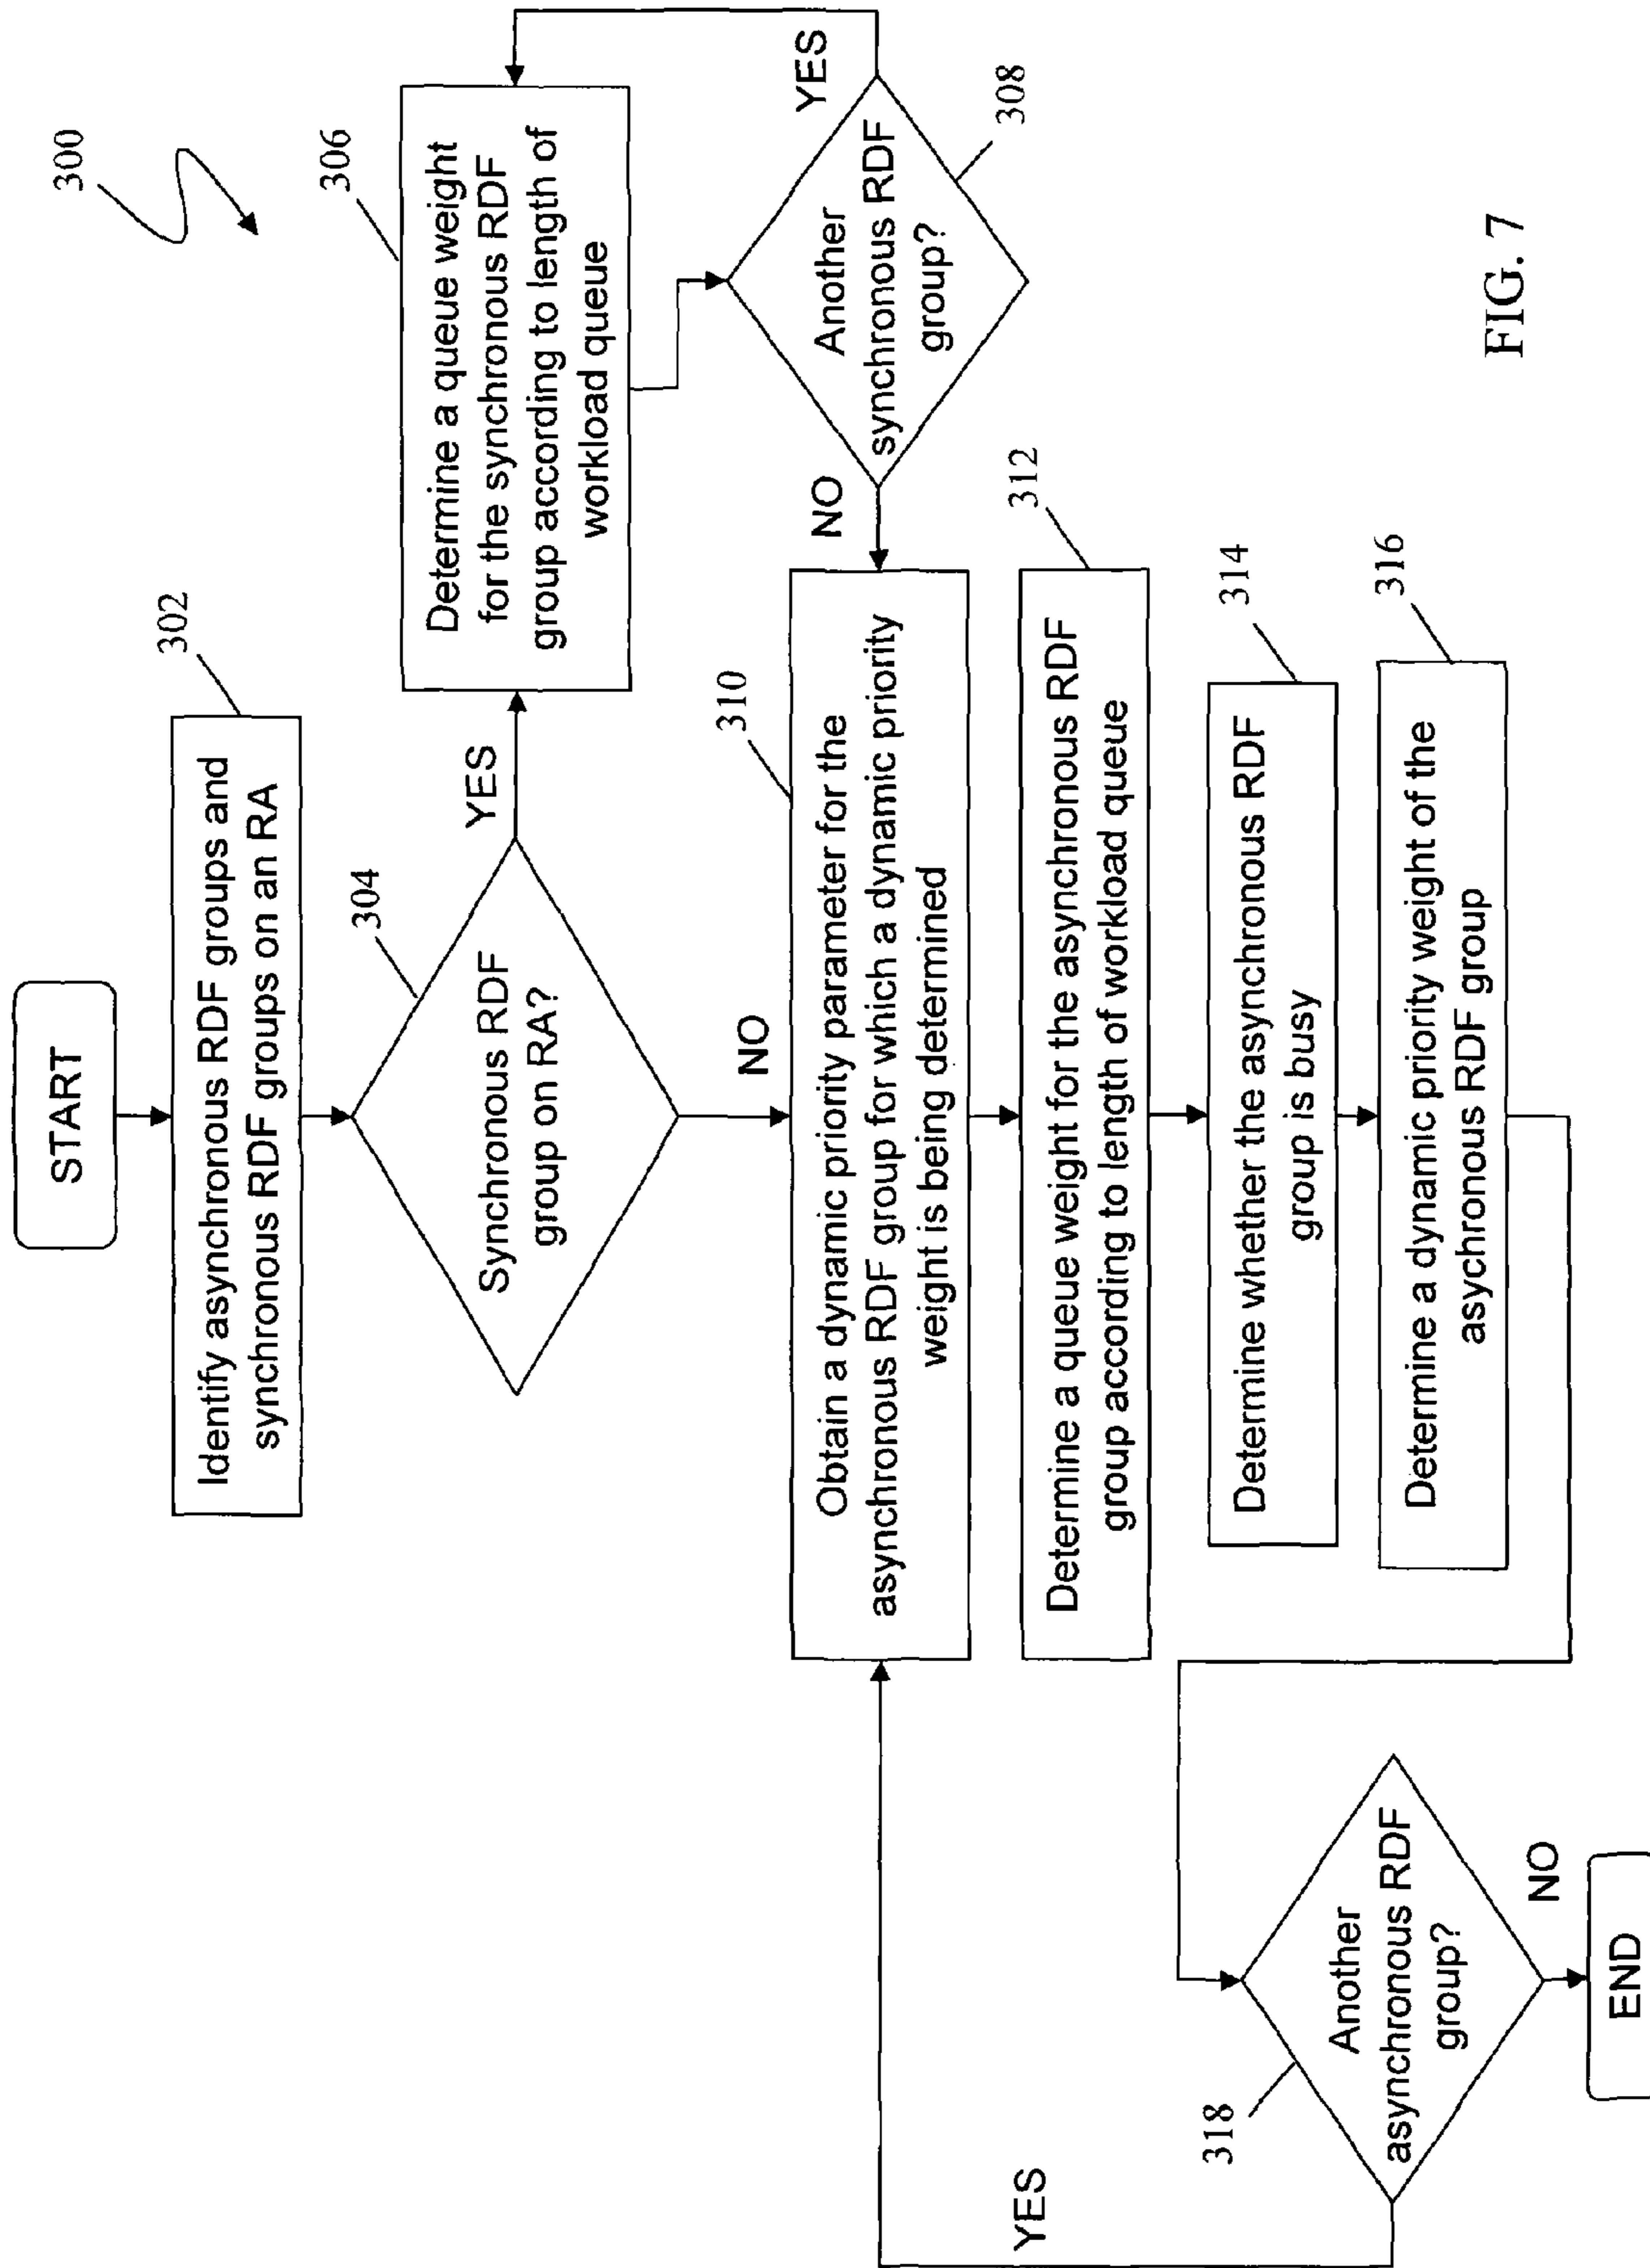 300
START
302
Identify asynchronous RDF groups and
synchronous RDF groups on an RA
304
Synchronous RDF
group on RA?
YES
NO
306
Determine a queue weight
for the synchronous RDF
group according to length of
workload queue
308
Another
synchronous RDF
group?
YES
NO
310
Obtain a dynamic priority parameter for the
asynchronous RDF group for which a dynamic priority
weight is being determined
312
Determine a queue weight for the asynchronous RDF
group according to length of workload queue
314
Determine whether the asynchronous RDF
group is busy
316
Determine a dynamic priority weight of the
asychronous RDF group
318
Another
asynchronous RDF
group?
YES
NO
END
FIG. 7